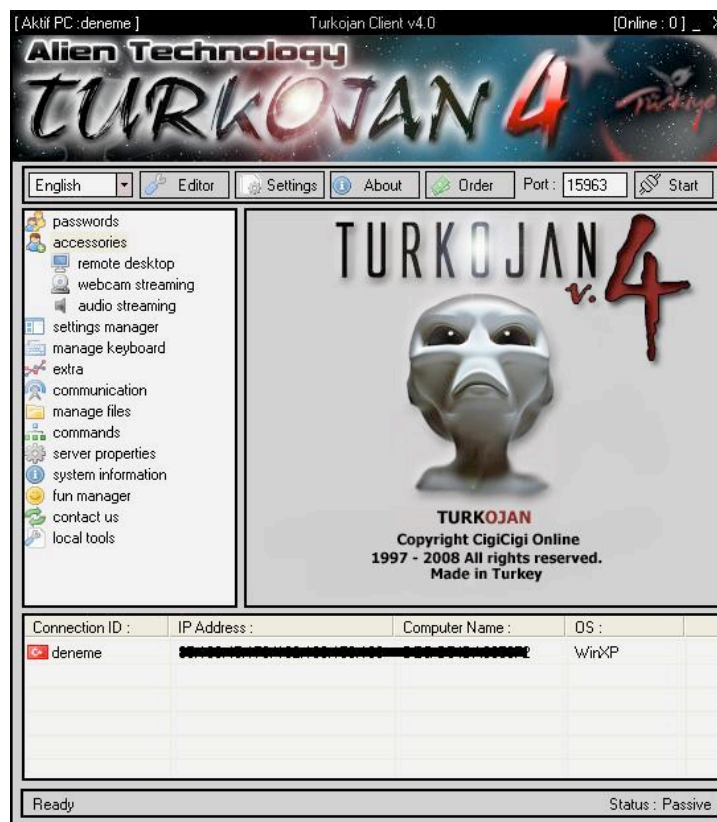 [ Aktif PC :deneme ] Turkojan Client v4.0 [Online : 0 ] _ X
Alien Technology
TURKOJAN 4 Türkiye
English Editor Settings About Order Port : 15963 Start
passwords
accessories
remote desktop
webcam streaming
audio streaming
settings manager
manage keyboard
extra
communication
manage files
commands
server properties
system information
fun manager
contact us
local tools
TURKOJAN
v.4
TURKOJAN
Copyright CigiCigi Online
1997 - 2008 All rights reserved.
Made in Turkey
Connection ID : IP Address : Computer Name : OS :
deneme WinXP
Ready Status : Passive